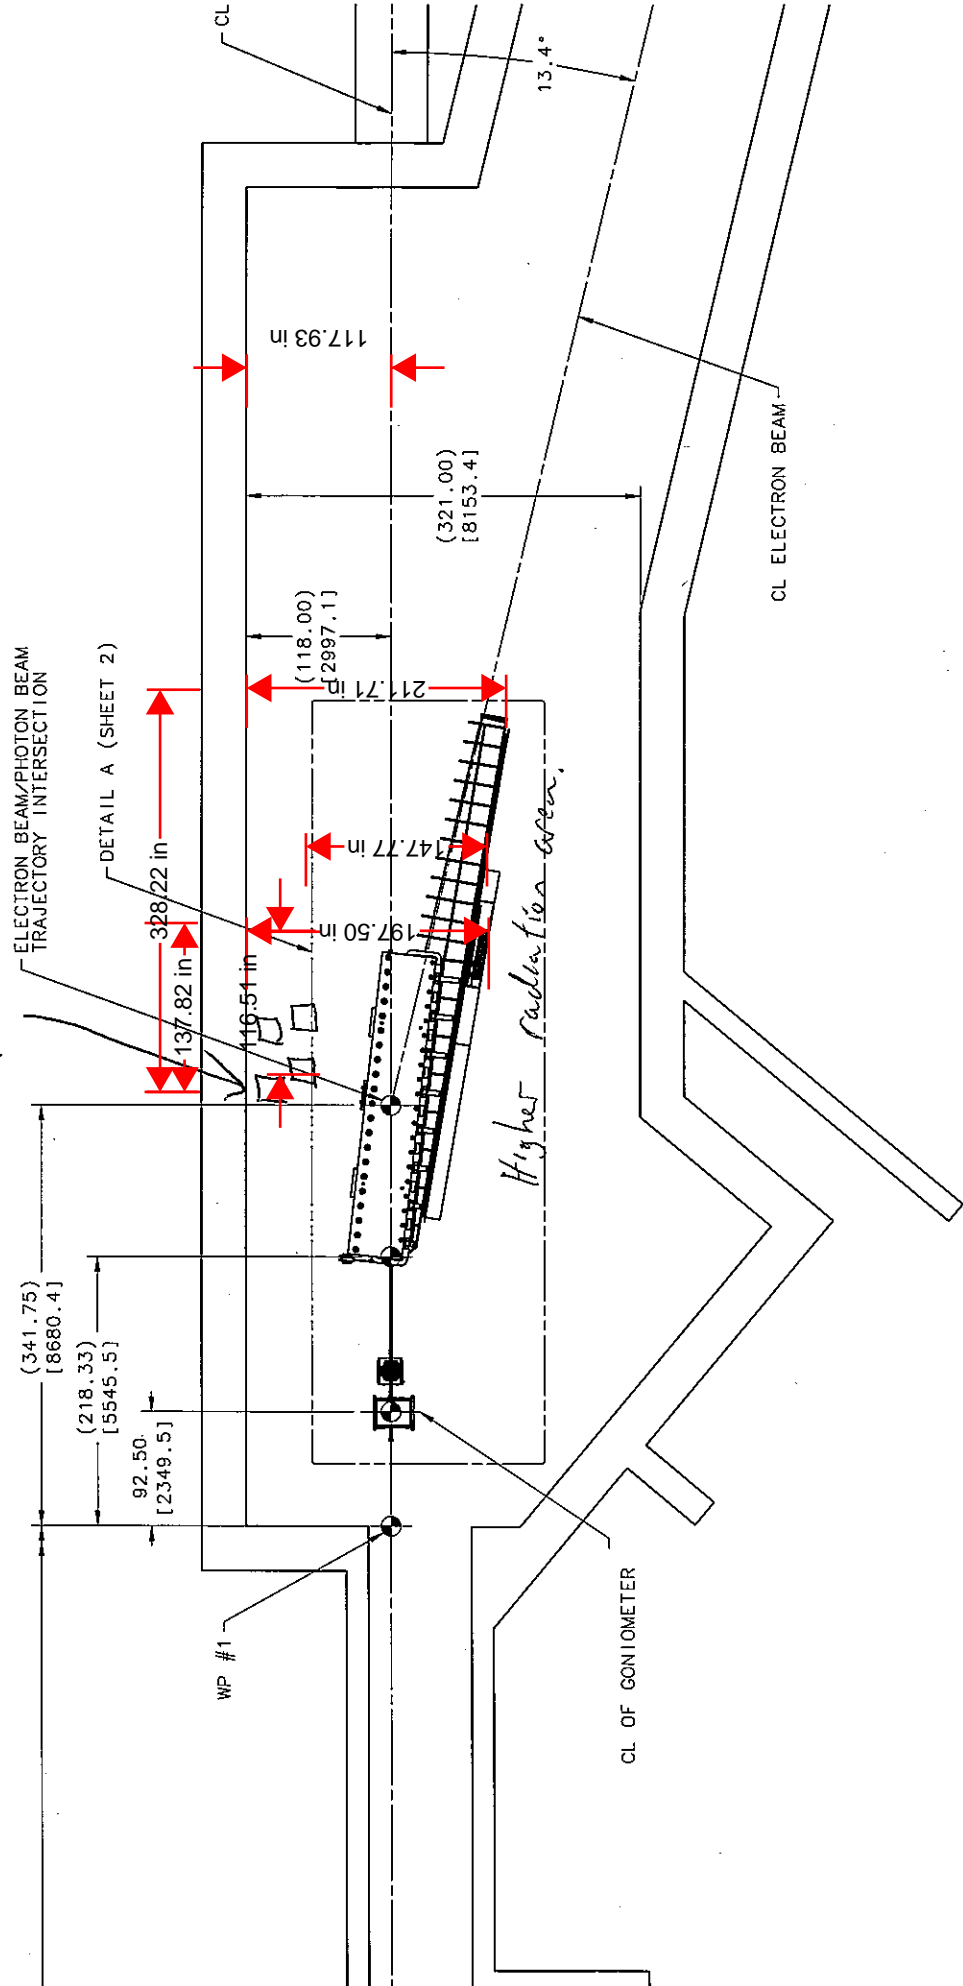 CL
13.4°
117.93 in
(321.00)
[8153.4]
CL ELECTRON BEAM
ELECTRON BEAM/PHOTON BEAM
TRAJECTORY INTERSECTION
DETAIL A (SHEET 2)
(118.00)
[2997.1]
211.71 in
328.22 in
147.77 in
197.50 in
137.82 in
116.51 in
Higher radiation area.
(341.75)
[8680.4]
(218.33)
[5545.5]
92.50
[2349.5]
WP #1
CL OF GONIOMETER